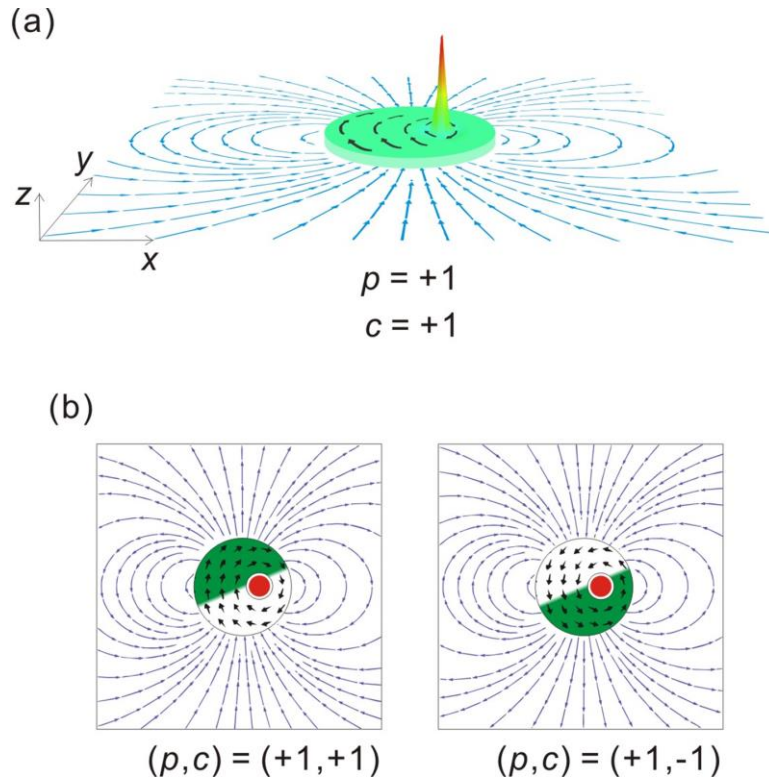 (a)
z
y
x
p = +1
c = +1
(b)
(p,c) = (+1,+1)
(p,c) = (+1,-1)